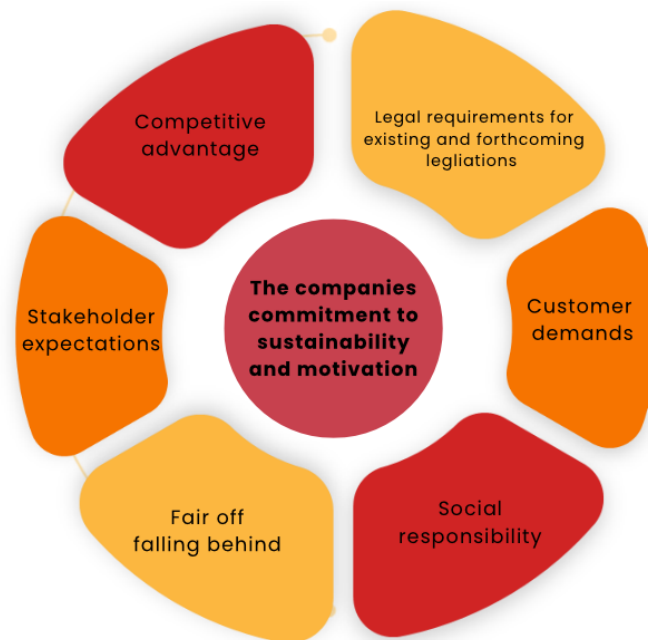 Competitive
advantage
Legal requirements for
existing and forthcoming
legliations
Stakeholder
expectations
The companies
commitment to
sustainability
and motivation
Customer
demands
Fair off
falling behind
Social
responsibility